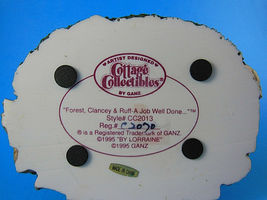 ARTIST DESIGNED
Cottage
Collectibles®
BY GANZ
"Forest, Clancey & Ruff-A Job Well Done..."™
Style# CC2013
Reg.# C2070
® is a Registered Trademark of GANZ
©1995 "BY LORRAINE"
©1995 GANZ
MADE IN CHINA